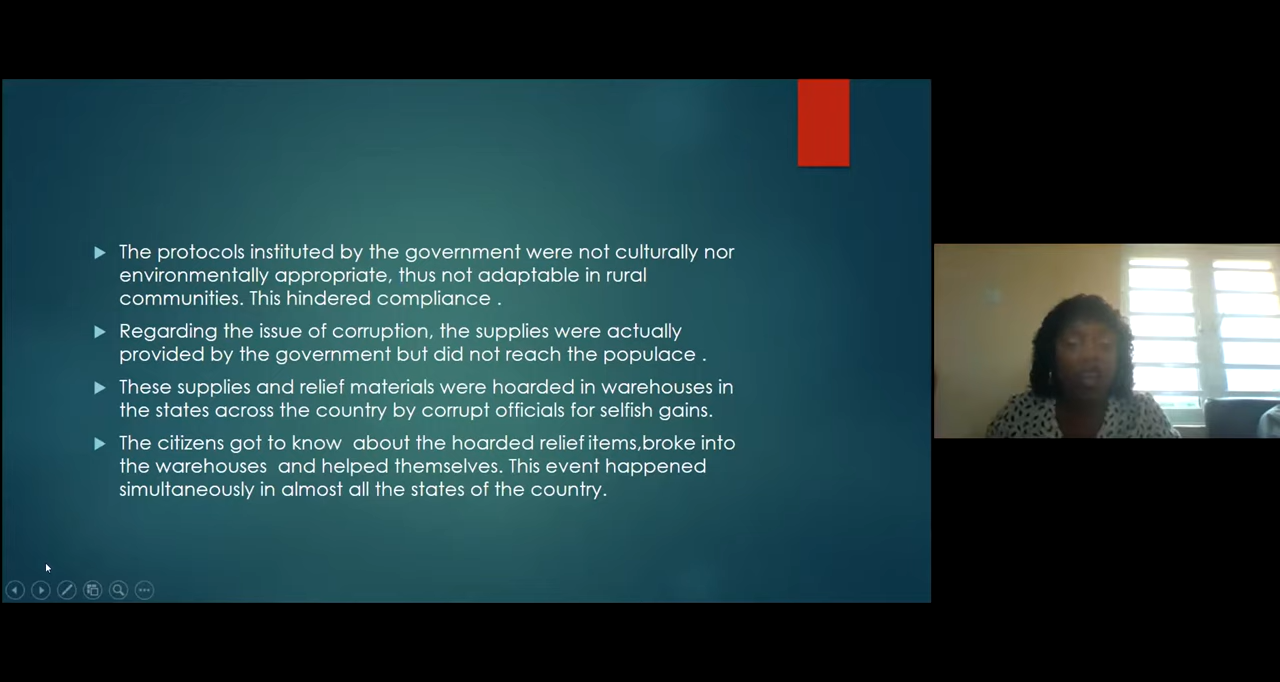 The protocols instituted by the government were not culturally nor
environmentally appropriate, thus not adaptable in rural
communities. This hindered compliance .
Regarding the issue of corruption, the supplies were actually
provided by the government but did not reach the populace .
These supplies and relief materials were hoarded in warehouses in
the states across the country by corrupt officials for selfish gains.
The citizens got to know  about the hoarded relief items,broke into
the warehouses  and helped themselves. This event happened
simultaneously in almost all the states of the country.